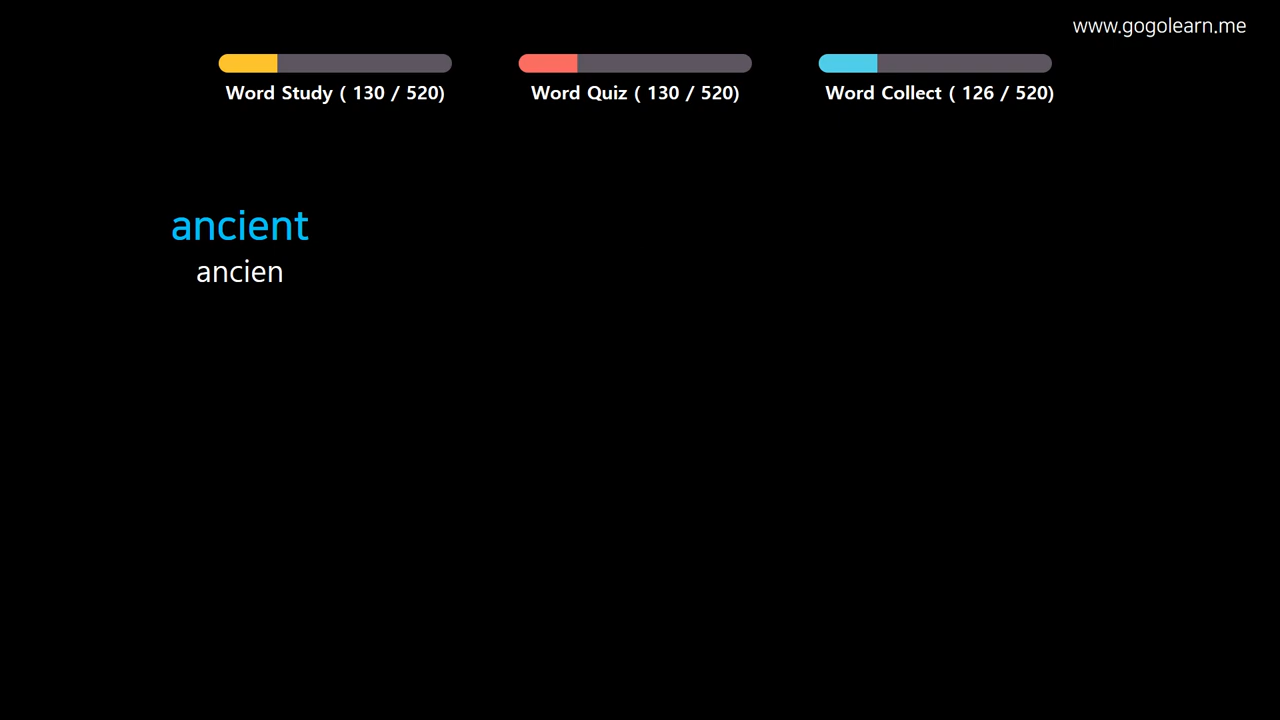 www.gogolearn.me
Word Study ( 130 / 520)
Word Quiz ( 130 / 520)
Word Collect ( 126 / 520)
ancient
ancien